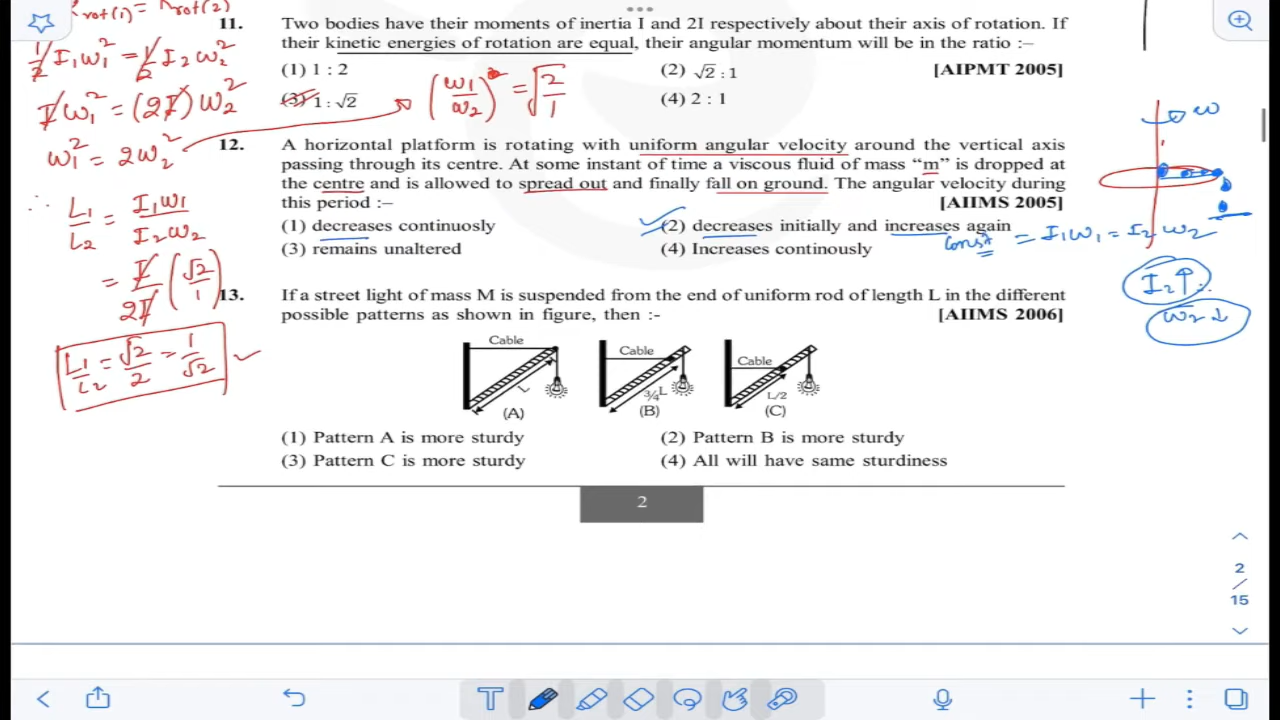 K rot(1) = K rot(2)
11. Two bodies have their moments of inertia I and 2I respectively about their axis of rotation. If
their kinetic energies of rotation are equal, their angular momentum will be in the ratio :-
(1) 1 : 2 (2) √2 : 1 [AIPMT 2005]
(3) 1 : √2 (4) 2 : 1
1/2 I₁ω₁² = 1/2 I₂ω₂²
Iω₁² = (2I)ω₂²
ω₁² = 2ω₂²
(ω₁/ω₂) = √2/1
∴ L₁/L₂ = I₁ω₁/I₂ω₂
= I/2I (√2/1)
L₁/L₂ = √2/2 = 1/√2
12. A horizontal platform is rotating with uniform angular velocity around the vertical axis
passing through its centre. At some instant of time a viscous fluid of mass “m” is dropped at
the centre and is allowed to spread out and finally fall on ground. The angular velocity during
this period :- [AIIMS 2005]
(1) decreases continuously (2) decreases initially and increases again
(3) remains unaltered (4) Increases continously
ω
const = I₁ω₁ = I₂ω₂
I₂↑
ω₂↓
13. If a street light of mass M is suspended from the end of uniform rod of length L in the different
possible patterns as shown in figure, then :- [AIIMS 2006]
Cable Cable Cable
L ¾L L/2
(A) (B) (C)
(1) Pattern A is more sturdy (2) Pattern B is more sturdy
(3) Pattern C is more sturdy (4) All will have same sturdiness
2
2
/
15
T